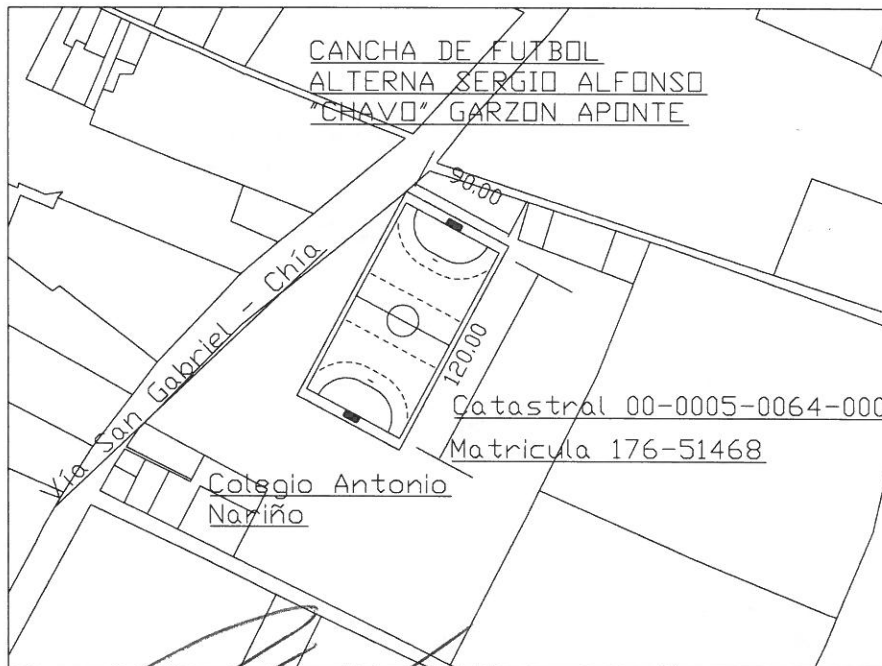 CANCHA DE FUTBOL
ALTERNA SERGIO ALFONSO
"CHAVO" GARZON APONTE
90.00
Vía San Gabriel - Chía
120.00
Catastral 00-0005-0064-000
Matricula 176-51468
Colegio Antonio
Nariño